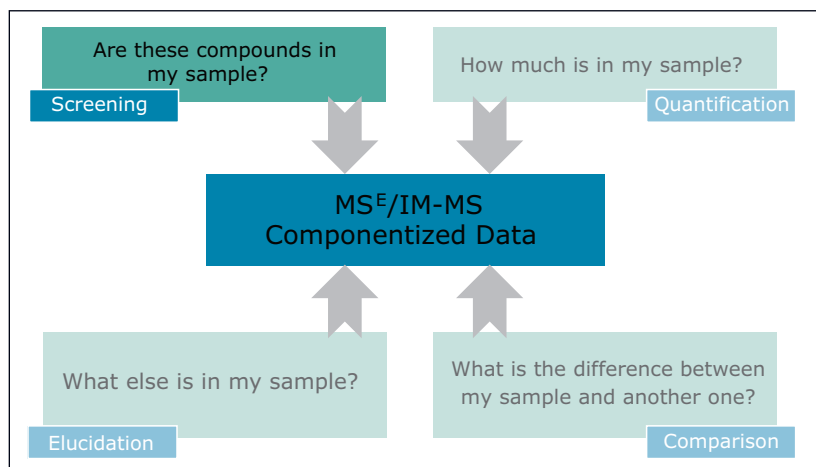 Are these compounds in
my sample?
Screening
How much is in my sample?
Quantification
MSᴱ/IM-MS
Componentized Data
What else is in my sample?
Elucidation
What is the difference between
my sample and another one?
Comparison